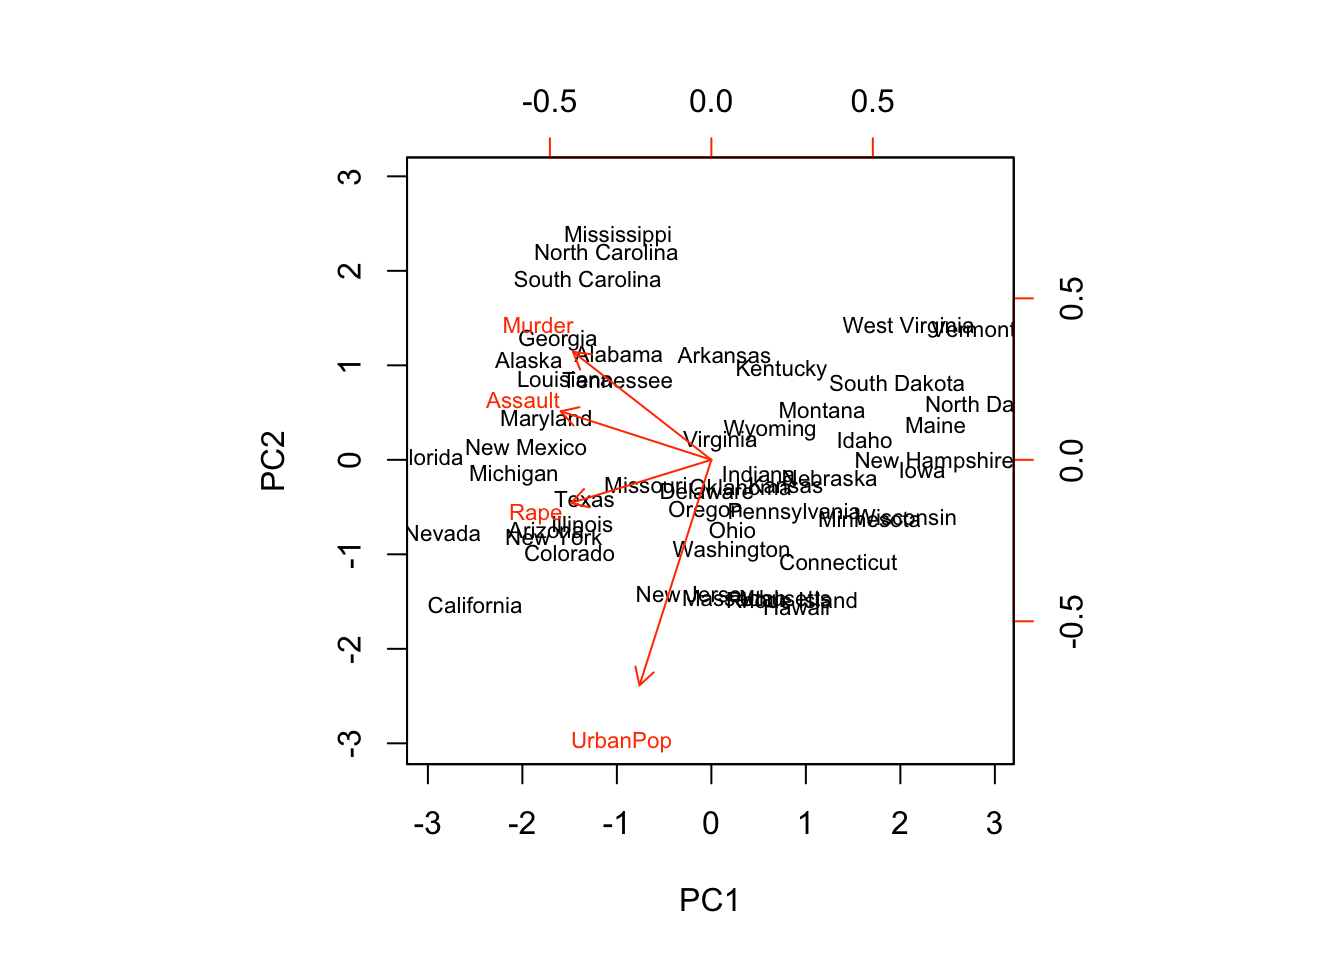 -0.5 0.0 0.5
3
Mississippi
North Carolina
2
South Carolina
0.5
Murder
West Virginia
Vermont
Georgia
Alabama
Arkansas
Alaska
1
Kentucky
Louisiana
Tennessee
South Dakota
Assault
North Da
Montana
Maryland
Maine
Wyoming
Virginia
Idaho
New Mexico
PC2
0
lorida
New Hampshire
0.0
Iowa
Michigan
Indiana
Nebraska
Missouri
Oklahoma
Kansas
Delaware
Texas
Oregon
Rape
Pennsylvania
Minnesota
Wisconsin
Illinois
Arizona
Ohio
Nevada
New York
-1
Colorado
Washington
Connecticut
New Jersey
Massachusetts
Utah
Rhode Island
California
Hawaii
-0.5
-2
UrbanPop
-3
-3 -2 -1 0 1 2 3
PC1